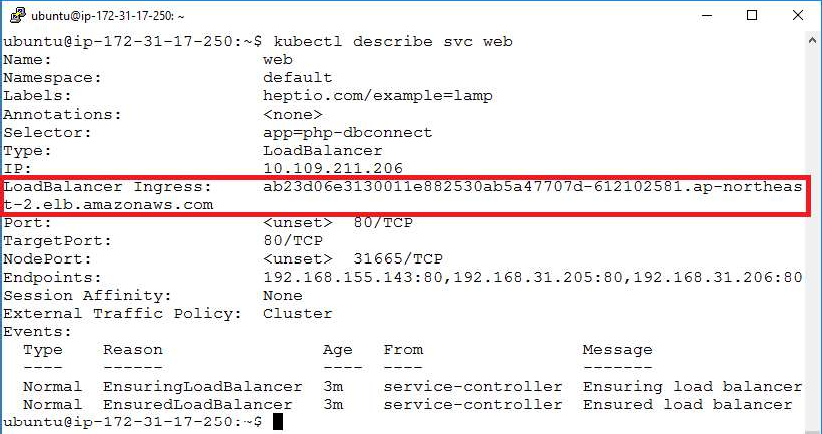 ubuntu@ip-172-31-17-250: ~
ubuntu@ip-172-31-17-250:~$ kubectl describe svc web
Name:                     web
Namespace:                default
Labels:                   heptio.com/example=lamp
Annotations:              <none>
Selector:                 app=php-dbconnect
Type:                     LoadBalancer
IP:                       10.109.211.206
LoadBalancer Ingress:     ab23d06e3130011e882530ab5a47707d-612102581.ap-northeas
t-2.elb.amazonaws.com
Port:                     <unset>  80/TCP
TargetPort:               80/TCP
NodePort:                 <unset>  31665/TCP
Endpoints:                192.168.155.143:80,192.168.31.205:80,192.168.31.206:80
Session Affinity:         None
External Traffic Policy:  Cluster
Events:
  Type    Reason                Age   From                Message
  ----    ------                ----  ----                -------
  Normal  EnsuringLoadBalancer  3m    service-controller  Ensuring load balancer
  Normal  EnsuredLoadBalancer   3m    service-controller  Ensured load balancer
ubuntu@ip-172-31-17-250:~$